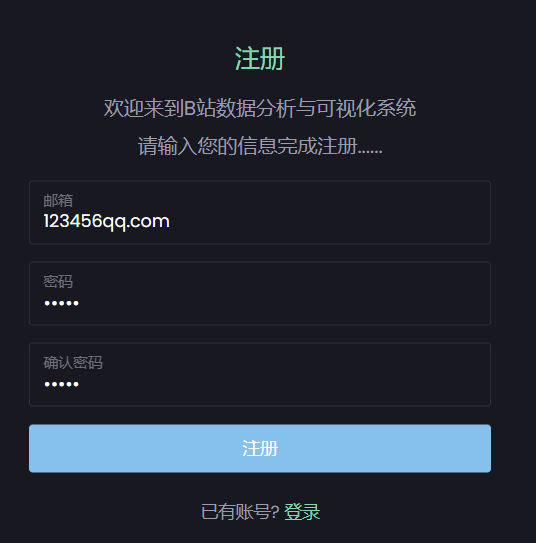 注册
欢迎来到B站数据分析与可视化系统
请输入您的信息完成注册......
邮箱
123456qq.com
密码
•••••
确认密码
•••••
注册
已有账号? 登录